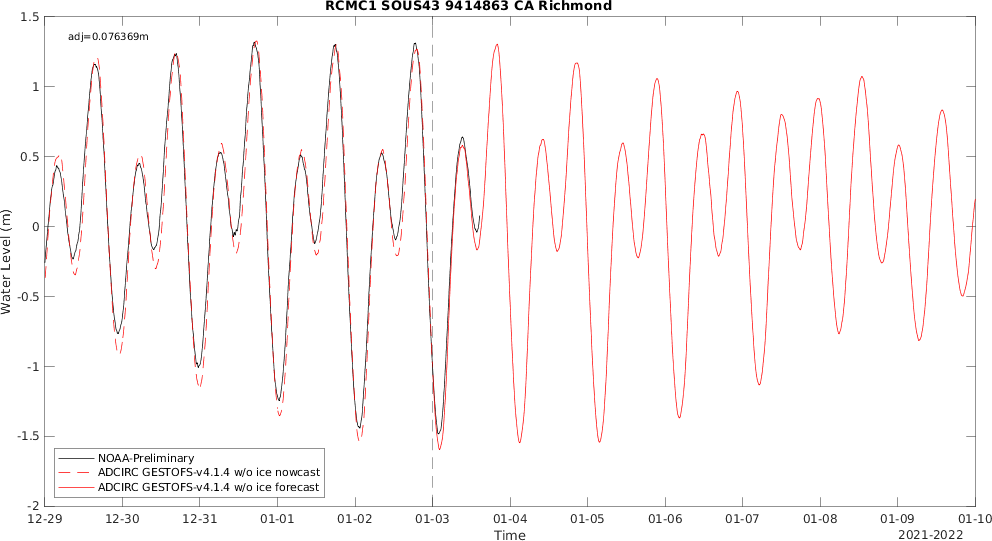 RCMC1 SOUS43 9414863 CA Richmond
adj=0.076369m
1.5
1
0.5
0
-0.5
-1
-1.5
-2
Water Level (m)
NOAA-Preliminary
ADCIRC GESTOFS-v4.1.4 w/o ice nowcast
ADCIRC GESTOFS-v4.1.4 w/o ice forecast
12-29 12-30 12-31 01-01 01-02 01-03 01-04 01-05 01-06 01-07 01-08 01-09 01-10
Time
2021-2022